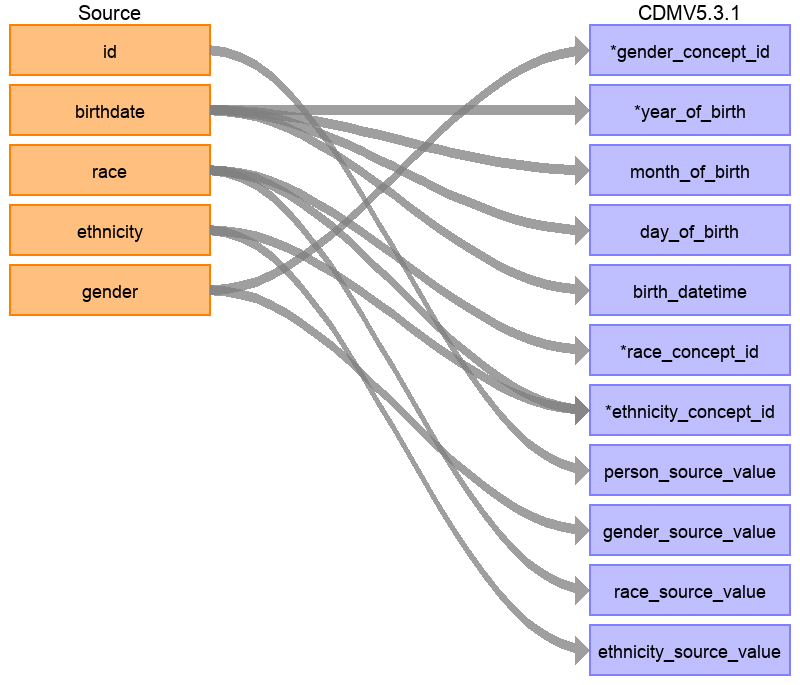 Source
CDMV5.3.1
id
birthdate
race
ethnicity
gender
*gender_concept_id
*year_of_birth
month_of_birth
day_of_birth
birth_datetime
*race_concept_id
*ethnicity_concept_id
person_source_value
gender_source_value
race_source_value
ethnicity_source_value